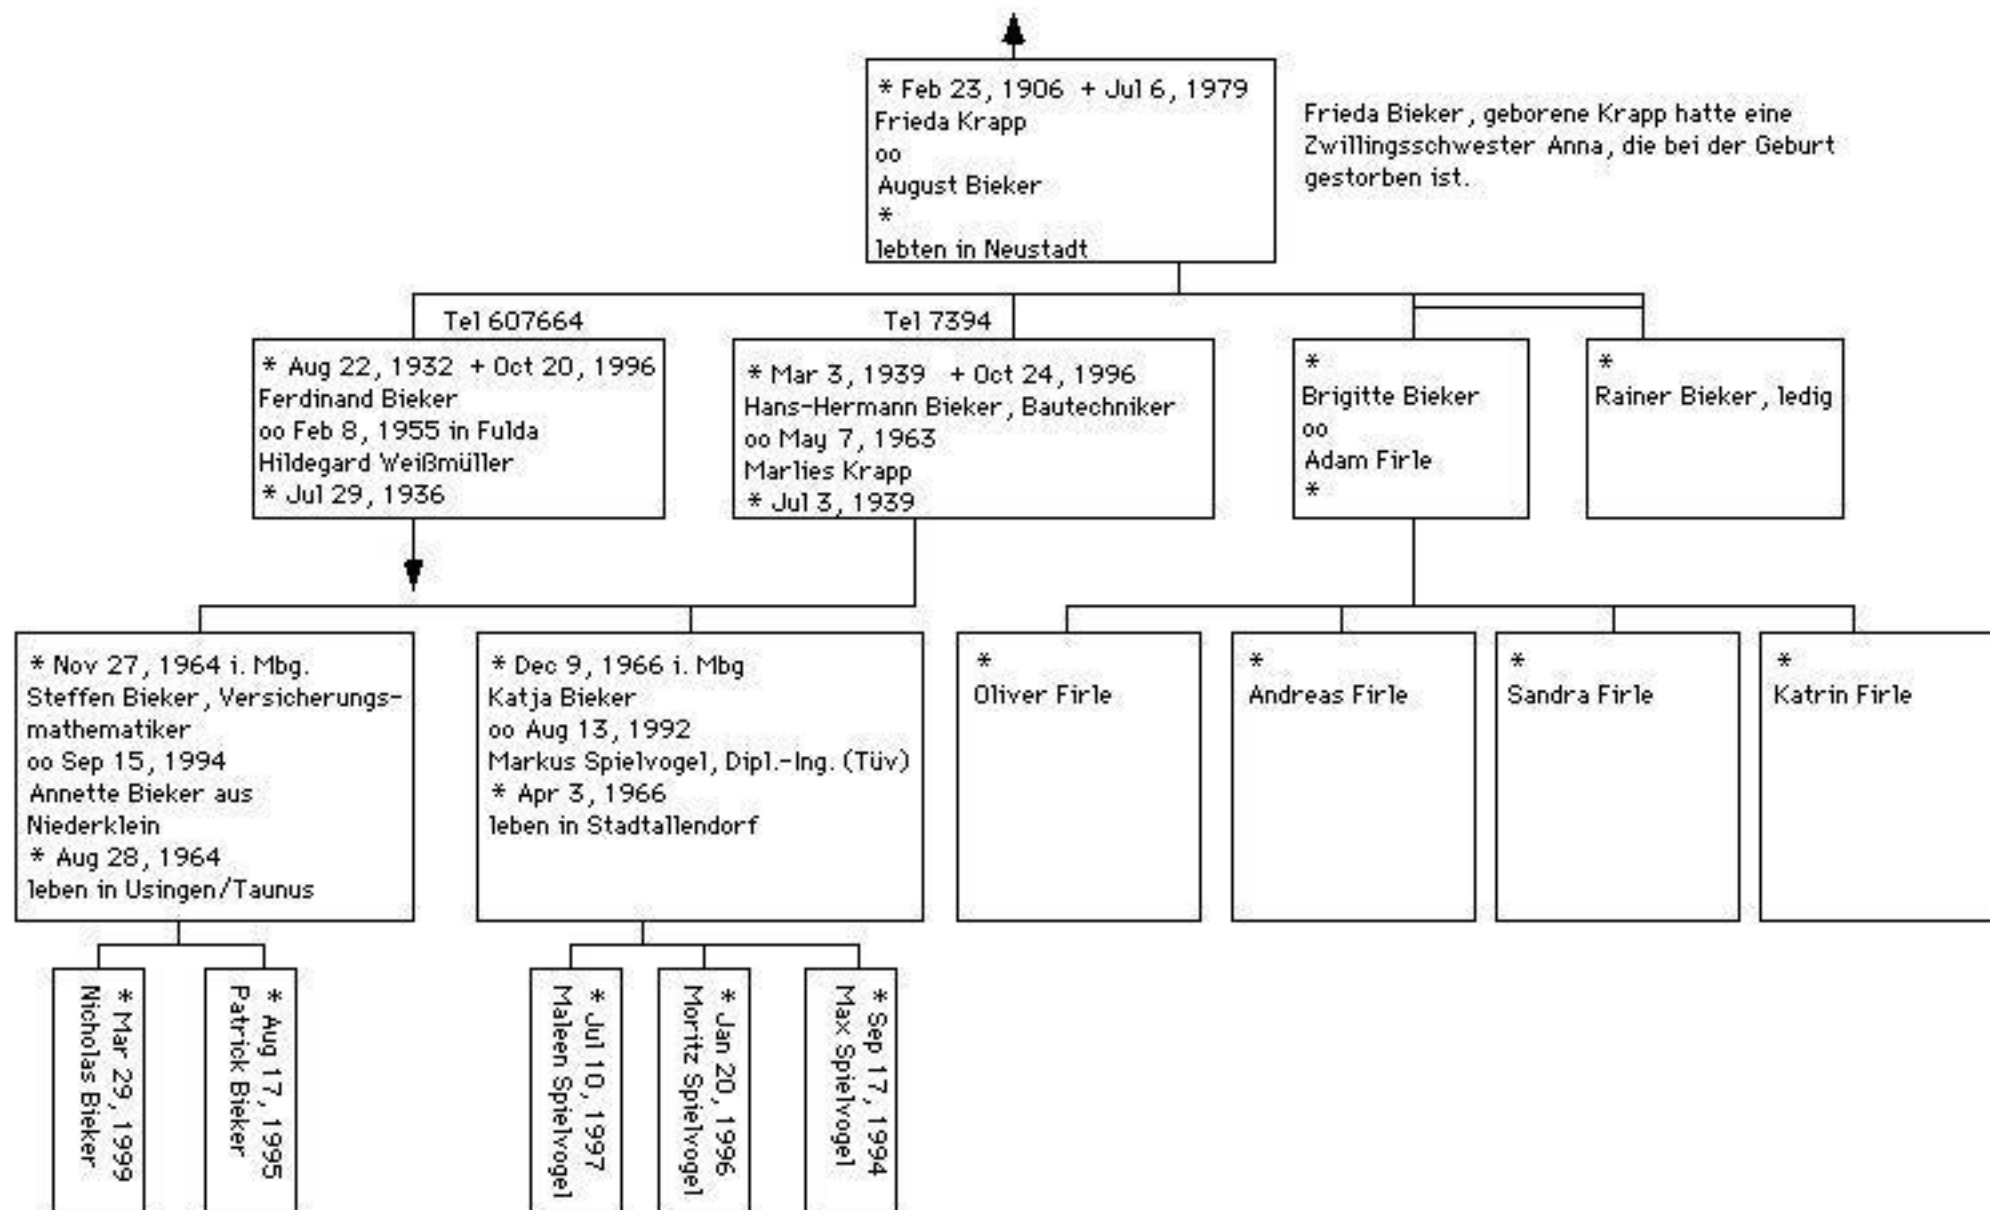 * Feb 23, 1906 + Jul 6, 1979
Frieda Krapp
oo
August Bieker
*
lebten in Neustadt
Frieda Bieker, geborene Krapp hatte eine
Zwillingsschwester Anna, die bei der Geburt
gestorben ist.
Tel 607664
* Aug 22, 1932 + Oct 20, 1996
Ferdinand Bieker
oo Feb 8, 1955 in Fulda
Hildegard Weißmüller
* Jul 29, 1936
Tel 7394
* Mar 3, 1939 + Oct 24, 1996
Hans-Hermann Bieker, Bautechniker
oo May 7, 1963
Marlies Krapp
* Jul 3, 1939
*
Brigitte Bieker
oo
Adam Firle
*
*
Rainer Bieker, ledig
* Nov 27, 1964 i. Mbg.
Steffen Bieker, Versicherungs-
mathematiker
oo Sep 15, 1994
Annette Bieker aus
Niederklein
* Aug 28, 1964
leben in Usingen/Taunus
* Dec 9, 1966 i. Mbg
Katja Bieker
oo Aug 13, 1992
Markus Spielvogel, Dipl.-Ing. (Tüv)
* Apr 3, 1966
leben in Stadtallendorf
*
Oliver Firle
*
Andreas Firle
*
Sandra Firle
*
Katrin Firle
* Mar 29, 1999
Nicholas Bieker
* Aug 17, 1995
Patrick Bieker
* Jul 10, 1997
Maleen Spielvogel
* Jan 20, 1996
Moritz Spielvogel
* Sep 17, 1994
Max Spielvogel